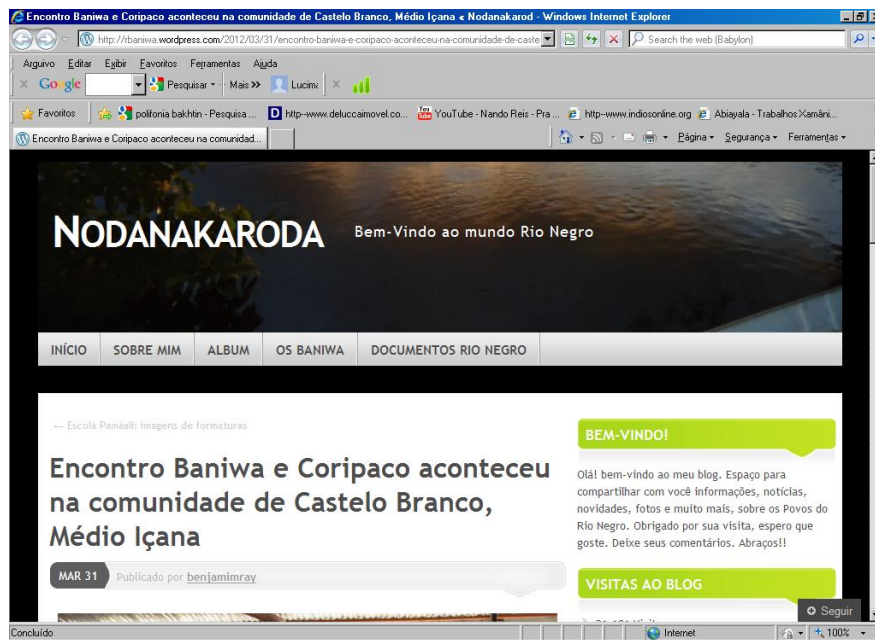 Encontro Baniwa e Coripaco aconteceu na comunidade de Castelo Branco, Médio Içana « Nodanakarod - Windows Internet Explorer
http://rbaniwa.wordpress.com/2012/03/31/encontro-baniwa-e-coripaco-aconteceu-na-comunidade-de-caste
Search the web (Babylon)
Arquivo Editar Exibir Favoritos Ferramentas Ajuda
Google Pesquisar Mais >> Lucima
Favoritos polifonia bakhtin - Pesquisa ... http--www.deluccaimovel.co... YouTube - Nando Reis - Pra ... http--www.indiosonline.org Abiayala - Trabalhos Xamâni...
Encontro Baniwa e Coripaco aconteceu na comunidad... Página Segurança Ferramentas
NODANAKARODA Bem-Vindo ao mundo Rio Negro
INÍCIO SOBRE MIM ALBUM OS BANIWA DOCUMENTOS RIO NEGRO
← Escola Pamáali: imagens de formaturas
Encontro Baniwa e Coripaco aconteceu
na comunidade de Castelo Branco,
Médio Içana
MAR 31 Publicado por benjamimray
BEM-VINDO!
Olá! bem-vindo ao meu blog. Espaço para
compartilhar com você informações, notícias,
novidades, fotos e muito mais, sobre os Povos do
Rio Negro. Obrigado por sua visita, espero que
goste. Deixe seus comentários. Abraços!!
VISITAS AO BLOG
Seguir
Concluído Internet 100%